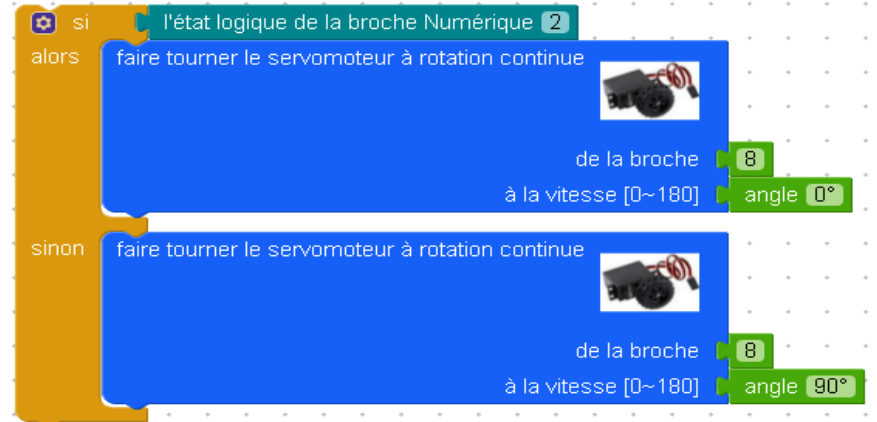 si l'état logique de la broche Numérique 2
alors faire tourner le servomoteur à rotation continue
de la broche 8
à la vitesse [0~180] angle 0°
sinon faire tourner le servomoteur à rotation continue
de la broche 8
à la vitesse [0~180] angle 90°